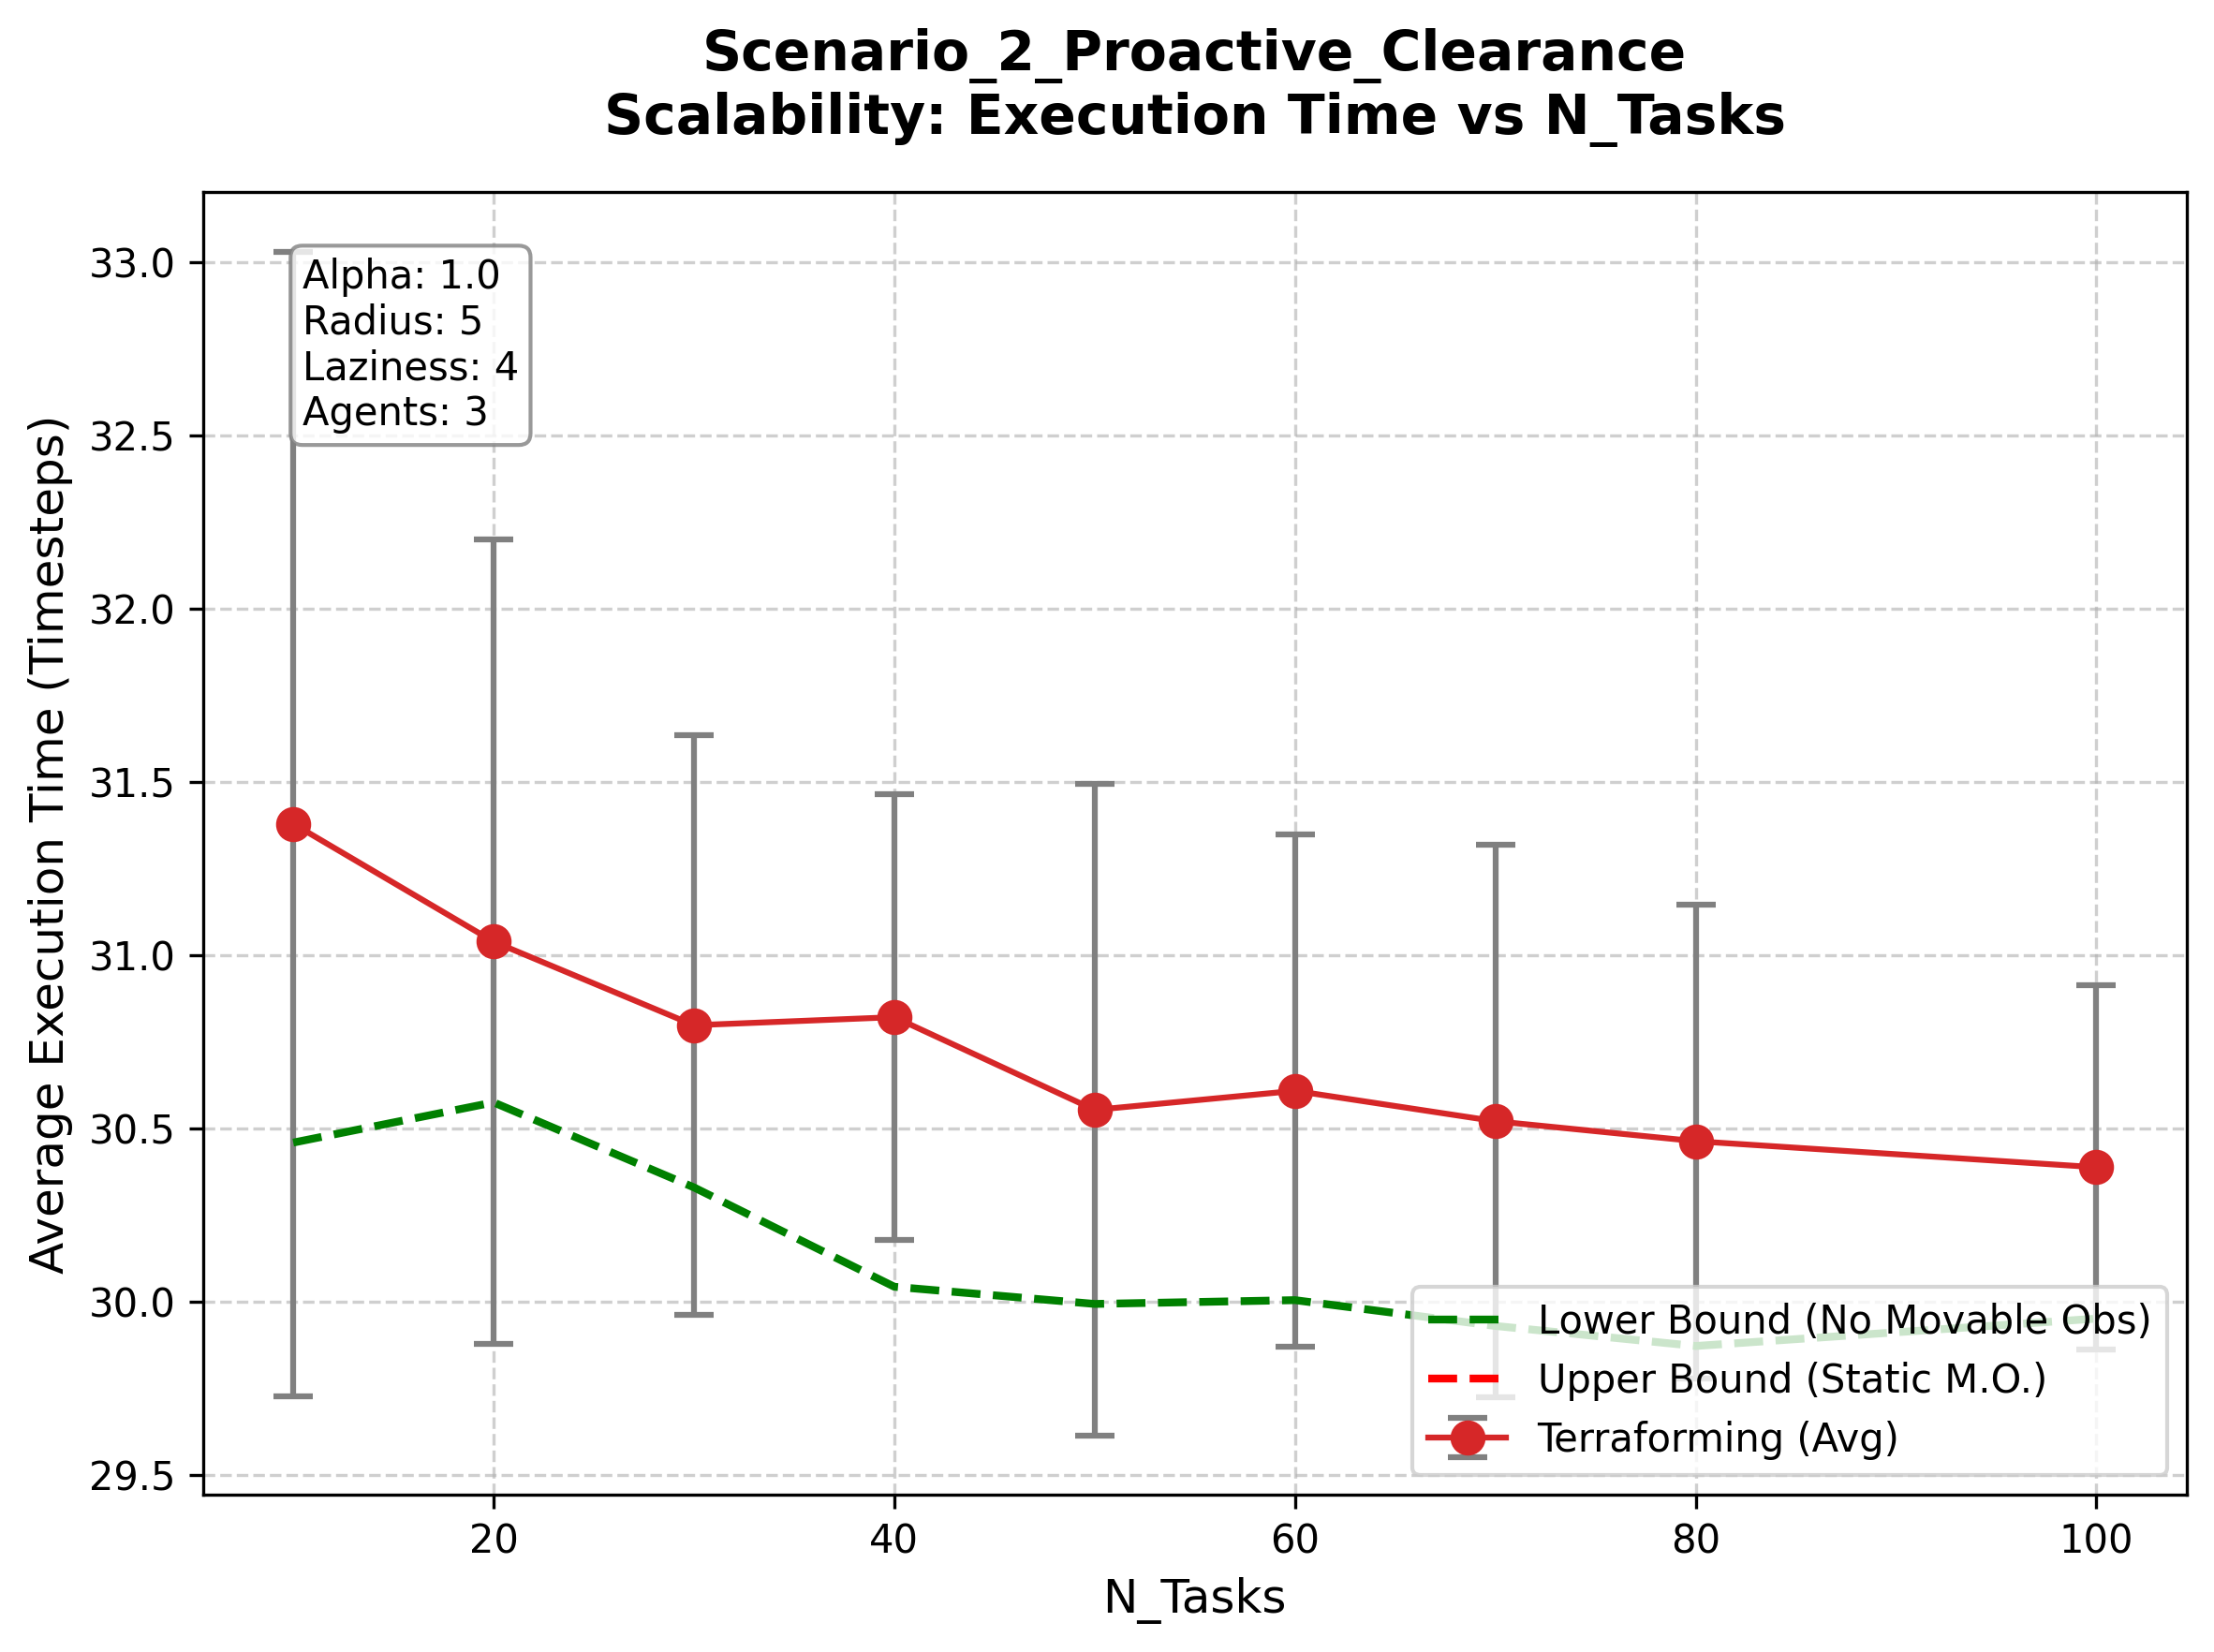 Scenario_2_Proactive_Clearance
Scalability: Execution Time vs N_Tasks
Average Execution Time (Timesteps)
33.0
32.5
32.0
31.5
31.0
30.5
30.0
29.5
Alpha: 1.0
Radius: 5
Laziness: 4
Agents: 3
Lower Bound (No Movable Obs)
Upper Bound (Static M.O.)
Terraforming (Avg)
20
40
60
80
100
N_Tasks